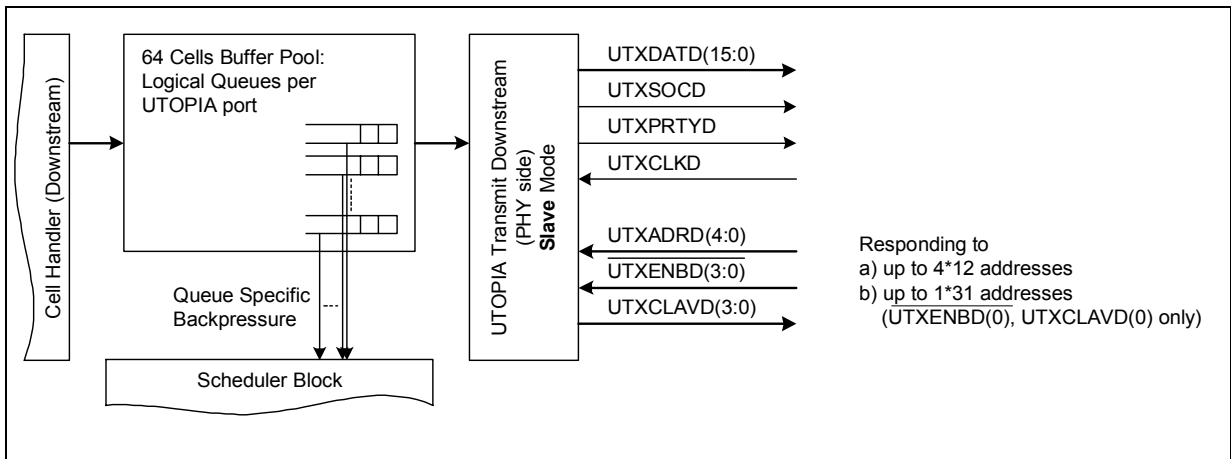 Cell Handler (Downstream)
64 Cells Buffer Pool:
Logical Queues per
UTOPIA port
Queue Specific
Backpressure
Scheduler Block
UTOPIA Transmit Downstream
(PHY side)
Slave Mode
UTXDATD(15:0)
UTXSOCD
UTXPRTYD
UTXCLKD
UTXADRD(4:0)
UTXENBD(3:0)
UTXCLAVD(3:0)
Responding to
a) up to 4*12 addresses
b) up to 1*31 addresses
(UTXENBD(0), UTXCLAVD(0) only)